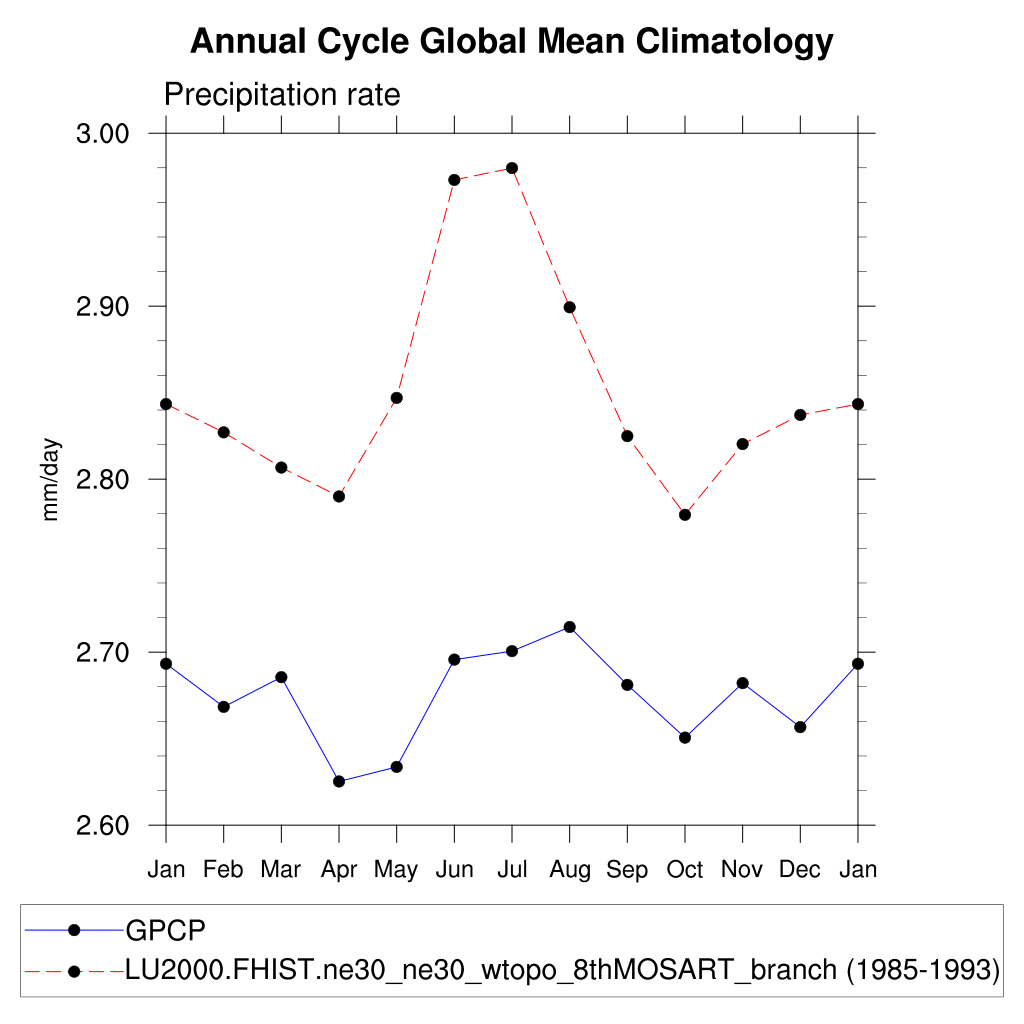 Annual Cycle Global Mean Climatology
Precipitation rate
3.00
2.90
2.80
2.70
2.60
mm/day
Jan Feb Mar Apr May Jun Jul Aug Sep Oct Nov Dec Jan
GPCP
LU2000.FHIST.ne30_ne30_wtopo_8thMOSART_branch (1985-1993)